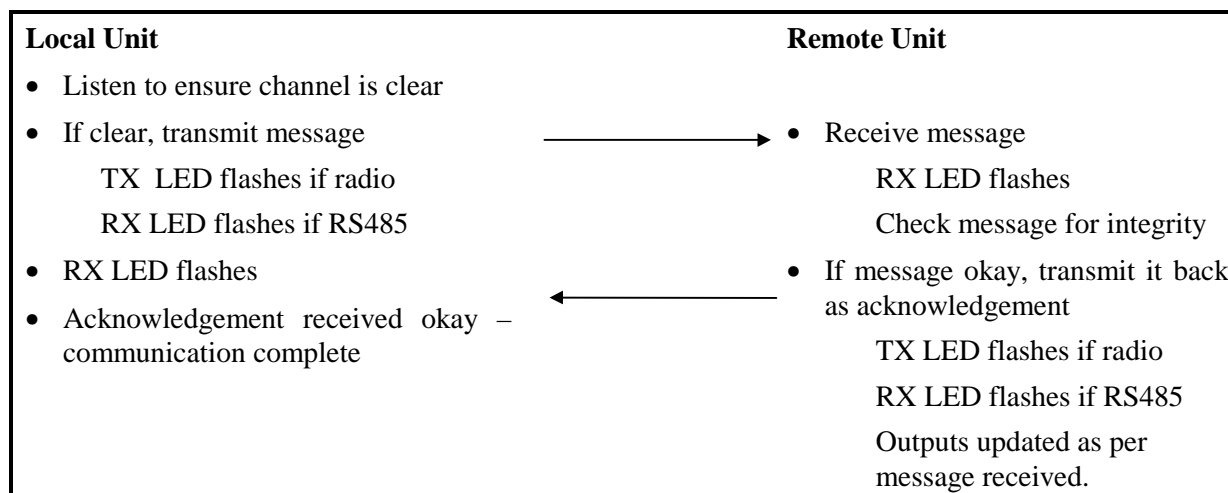 Local Unit
• Listen to ensure channel is clear
• If clear, transmit message
TX LED flashes if radio
RX LED flashes if RS485
• RX LED flashes
• Acknowledgement received okay –
communication complete
Remote Unit
• Receive message
RX LED flashes
Check message for integrity
• If message okay, transmit it back
as acknowledgement
TX LED flashes if radio
RX LED flashes if RS485
Outputs updated as per
message received.